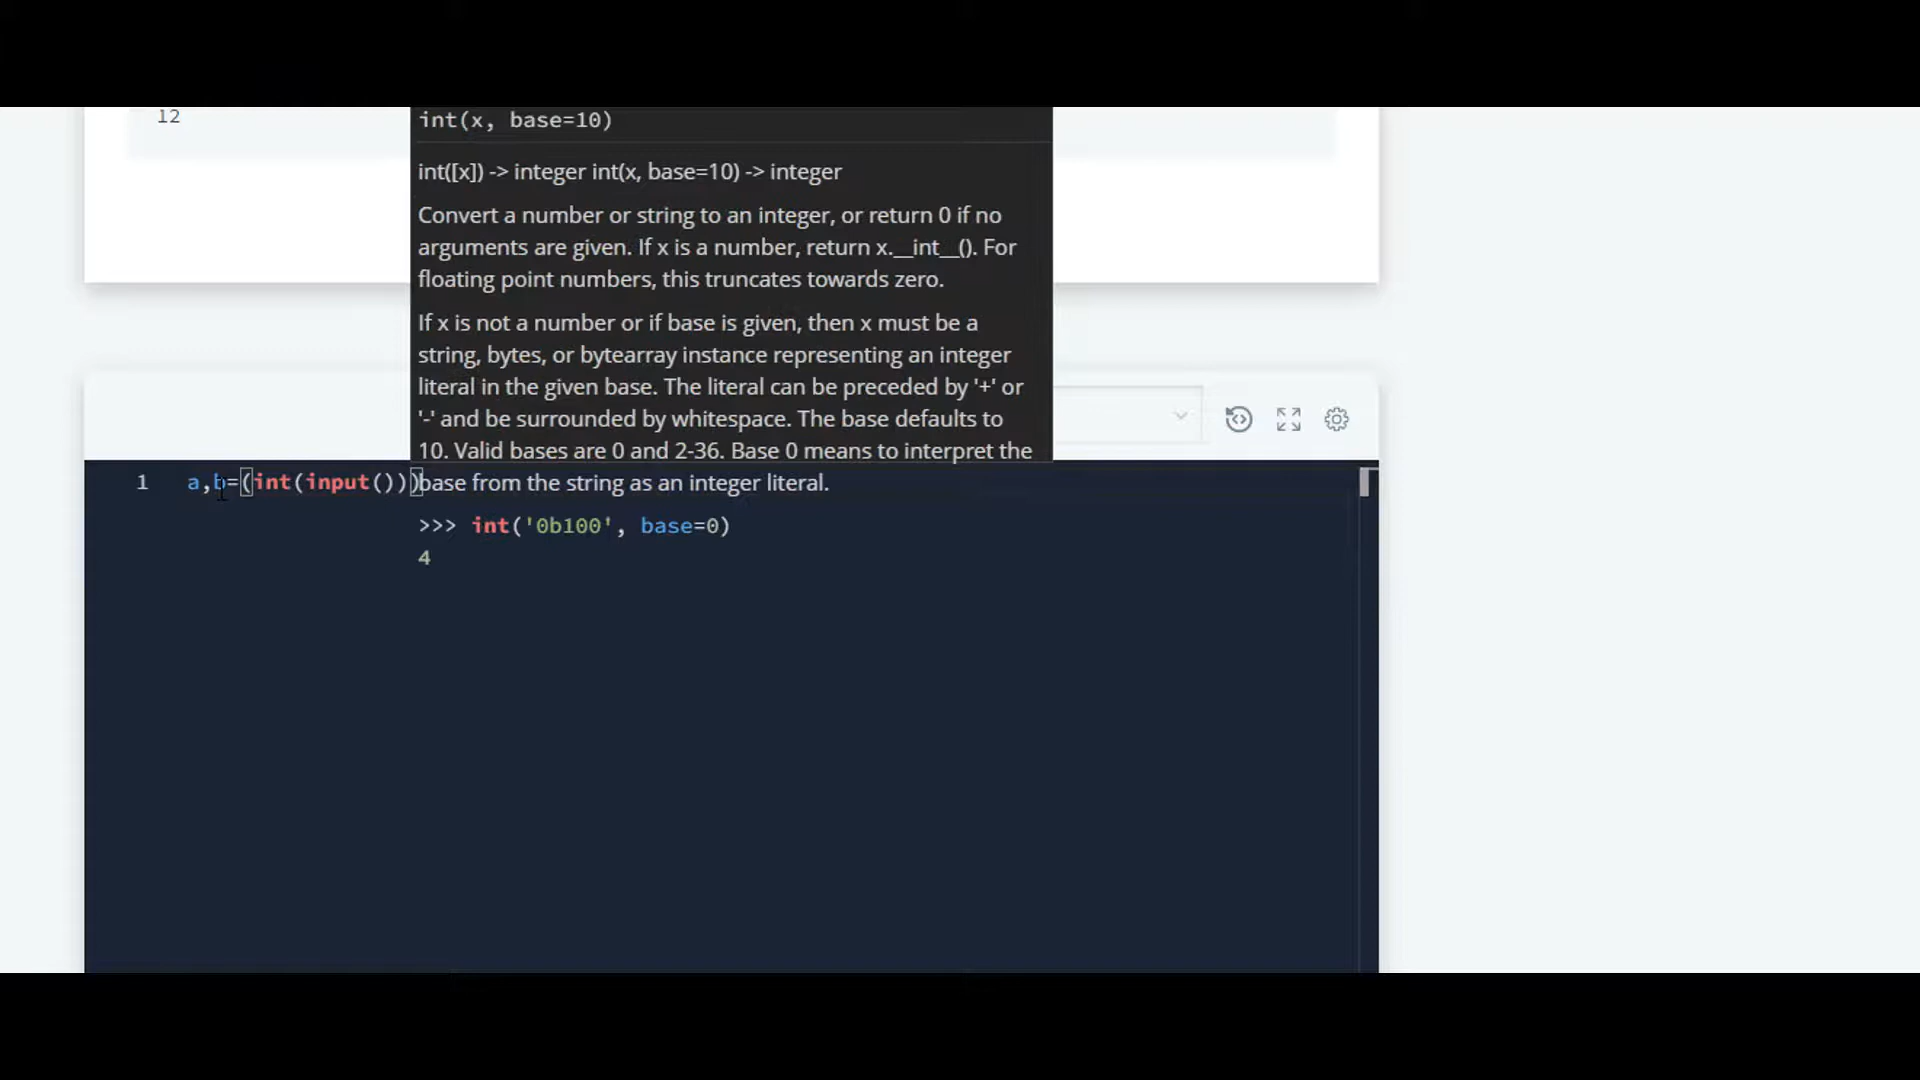 12
int(x, base=10)
int([x]) -> integer int(x, base=10) -> integer
Convert a number or string to an integer, or return 0 if no
arguments are given. If x is a number, return x.__int__(). For
floating point numbers, this truncates towards zero.
If x is not a number or if base is given, then x must be a
string, bytes, or bytearray instance representing an integer
literal in the given base. The literal can be preceded by '+' or
'-' and be surrounded by whitespace. The base defaults to
10. Valid bases are 0 and 2-36. Base 0 means to interpret the
1 a,b=(int(input())) base from the string as an integer literal.
>>> int('0b100', base=0)
4